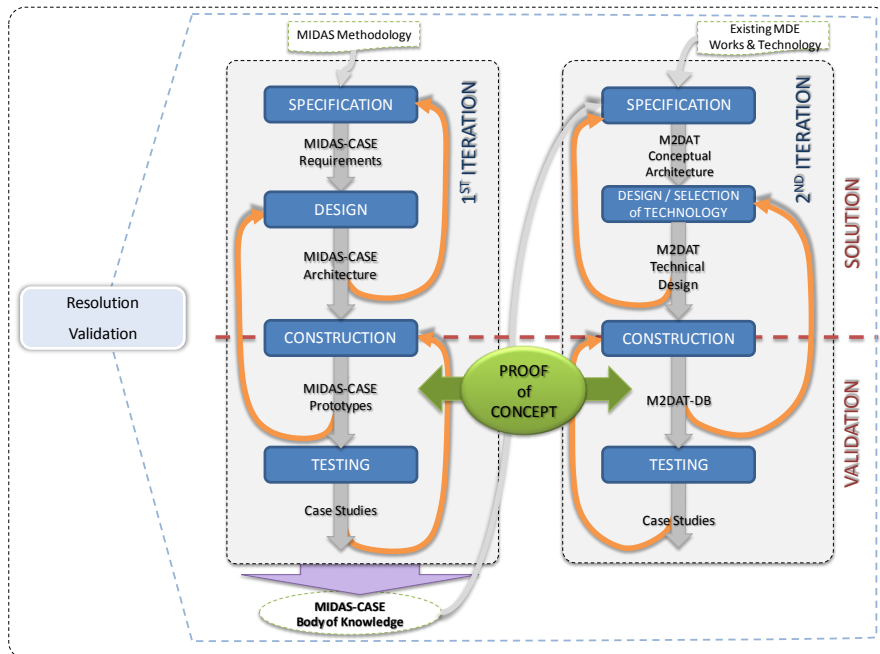 MIDAS Methodology
SPECIFICATION
MIDAS-CASE
Requirements
DESIGN
MIDAS-CASE
Architecture
CONSTRUCTION
MIDAS-CASE
Prototypes
TESTING
Case Studies
1ST ITERATION
MIDAS-CASE
Body of Knowledge
Resolution
Validation
PROOF
of
CONCEPT
Existing MDE
Works & Technology
SPECIFICATION
M2DAT
Conceptual
Architecture
DESIGN / SELECTION
of TECHNOLOGY
M2DAT
Technical
Design
CONSTRUCTION
M2DAT-DB
TESTING
Case Studies
2ND ITERATION
SOLUTION
VALIDATION